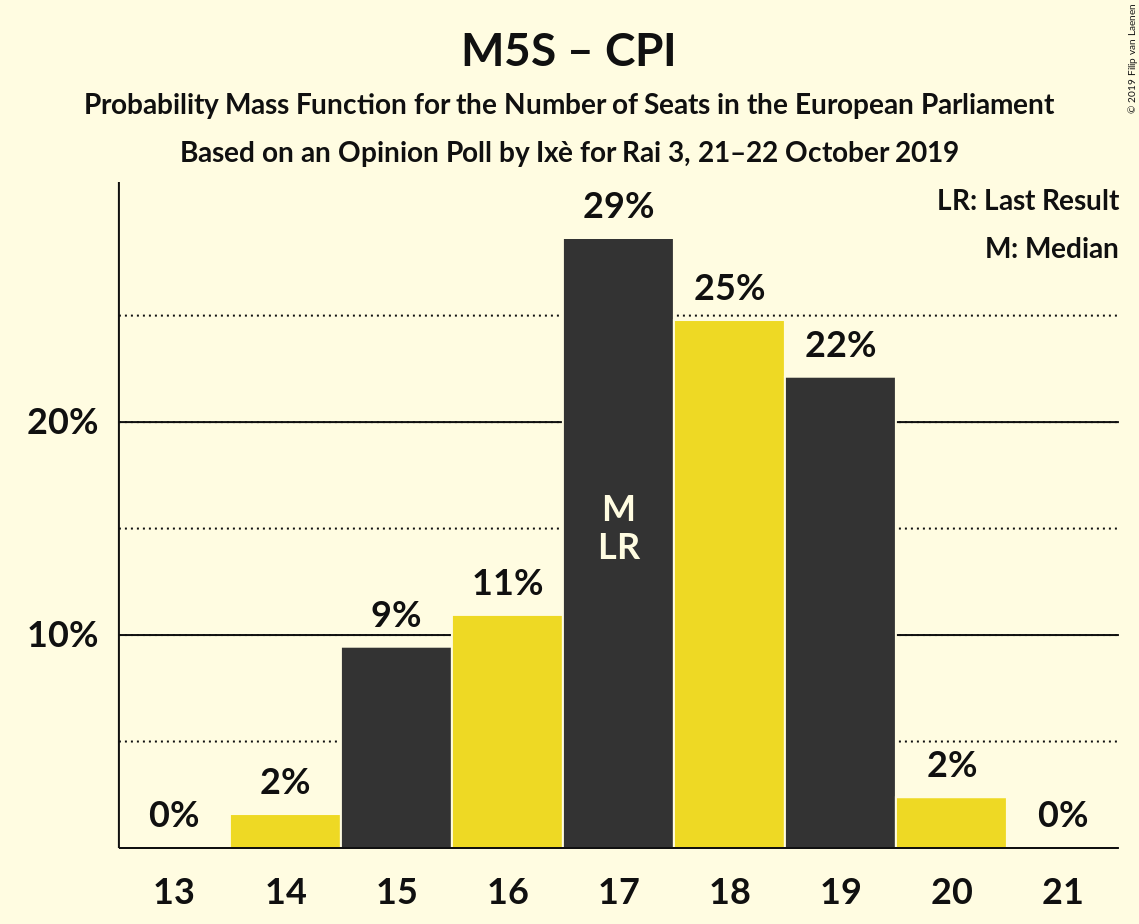 M5S – CPI
Probability Mass Function for the Number of Seats in the European Parliament
Based on an Opinion Poll by Ixè for Rai 3, 21–22 October 2019
© 2019 Filip van Laenen
LR: Last Result
M: Median
29%
25%
22%
20%
M
LR
11%
9%
10%
2%
2%
0%
0%
13 14 15 16 17 18 19 20 21